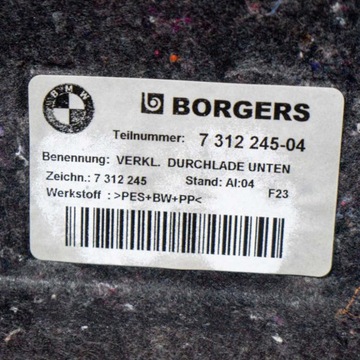 BMW
BORGERS
Teilnummer: 7 312 245-04
Benennung: VERKL. DURCHLADE UNTEN
Zeichn.: 7 312 245 Stand: AI:04 F23
Werkstoff : >PES+BW+PP<